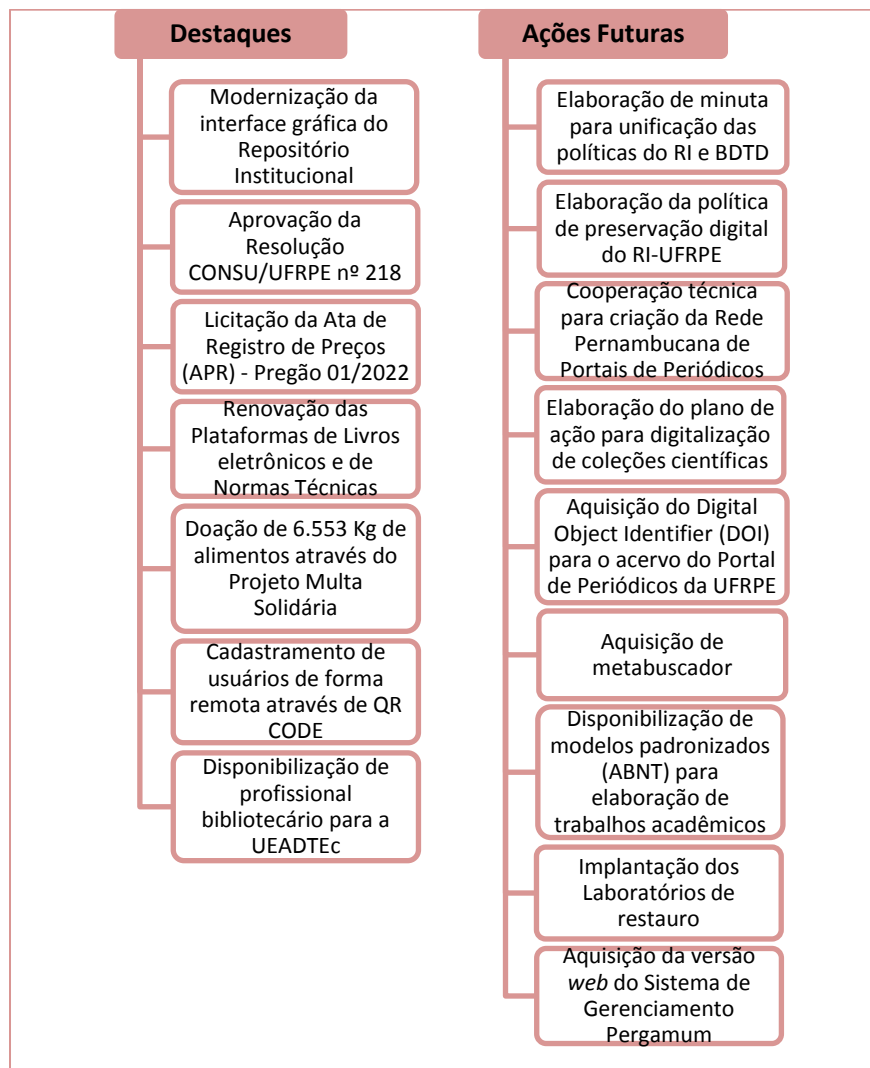 Destaques
Modernização da
interface gráfica do
Repositório
Institucional
Aprovação da
Resolução
CONSU/UFRPE nº 218
Licitação da Ata de
Registro de Preços
(APR) - Pregão 01/2022
Renovação das
Plataformas de Livros
eletrônicos e de
Normas Técnicas
Doação de 6.553 Kg de
alimentos através do
Projeto Multa
Solidária
Cadastramento de
usuários de forma
remota através de QR
CODE
Disponibilização de
profissional
bibliotecário para a
UEADTEc
Ações Futuras
Elaboração de minuta
para unificação das
políticas do RI e BDTD
Elaboração da política
de preservação digital
do RI-UFRPE
Cooperação técnica
para criação da Rede
Pernambucana de
Portais de Periódicos
Elaboração do plano de
ação para digitalização
de coleções científicas
Aquisição do Digital
Object Identifier (DOI)
para o acervo do Portal
de Periódicos da UFRPE
Aquisição de
metabuscador
Disponibilização de
modelos padronizados
(ABNT) para
elaboração de
trabalhos acadêmicos
Implantação dos
Laboratórios de
restauro
Aquisição da versão
web do Sistema de
Gerenciamento
Pergamum